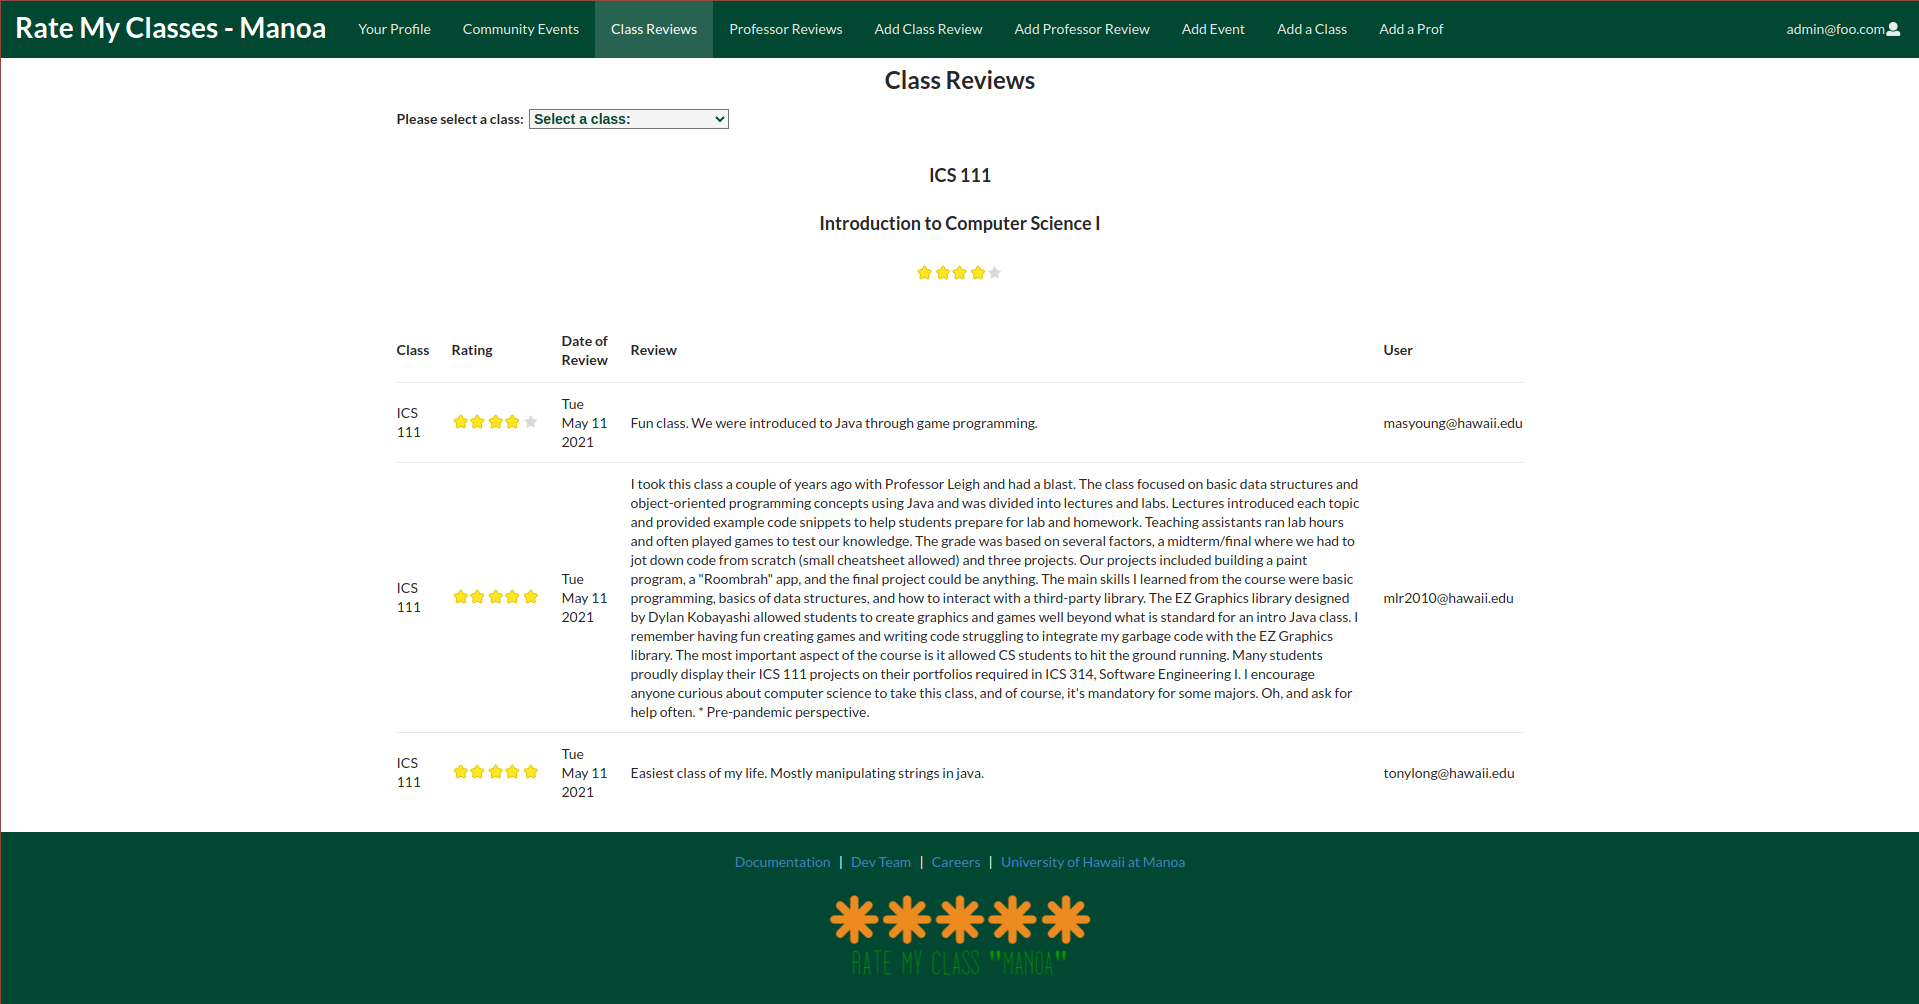 Rate My Classes - Manoa
Your Profile
Community Events
Class Reviews
Professor Reviews
Add Class Review
Add Professor Review
Add Event
Add a Class
Add a Prof
admin@foo.com
Class Reviews
Please select a class: Select a class:
ICS 111
Introduction to Computer Science I
Class
Rating
Date of
Review
Review
User
ICS
111
Tue
May 11
2021
Fun class. We were introduced to Java through game programming.
masyoung@hawaii.edu
ICS
111
Tue
May 11
2021
I took this class a couple of years ago with Professor Leigh and had a blast. The class focused on basic data structures and
object-oriented programming concepts using Java and was divided into lectures and labs. Lectures introduced each topic
and provided example code snippets to help students prepare for lab and homework. Teaching assistants ran lab hours
and often played games to test our knowledge. The grade was based on several factors, a midterm/final where we had to
jot down code from scratch (small cheatsheet allowed) and three projects. Our projects included building a paint
program, a "Roombrah" app, and the final project could be anything. The main skills I learned from the course were basic
programming, basics of data structures, and how to interact with a third-party library. The EZ Graphics library designed
by Dylan Kobayashi allowed students to create graphics and games well beyond what is standard for an intro Java class. I
remember having fun creating games and writing code struggling to integrate my garbage code with the EZ Graphics
library. The most important aspect of the course is it allowed CS students to hit the ground running. Many students
proudly display their ICS 111 projects on their portfolios required in ICS 314, Software Engineering I. I encourage
anyone curious about computer science to take this class, and of course, it's mandatory for some majors. Oh, and ask for
help often. * Pre-pandemic perspective.
mlr2010@hawaii.edu
ICS
111
Tue
May 11
2021
Easiest class of my life. Mostly manipulating strings in java.
tonylong@hawaii.edu
Documentation | Dev Team | Careers | University of Hawaii at Manoa
RATE MY CLASS "MANOA"